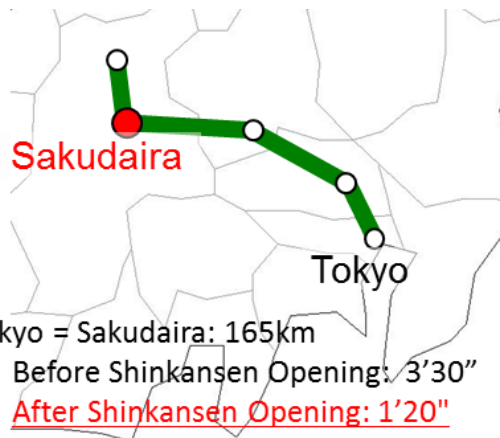 Sakudaira
Tokyo
kyo = Sakudaira: 165km
Before Shinkansen Opening: 3’30”
After Shinkansen Opening: 1’20"